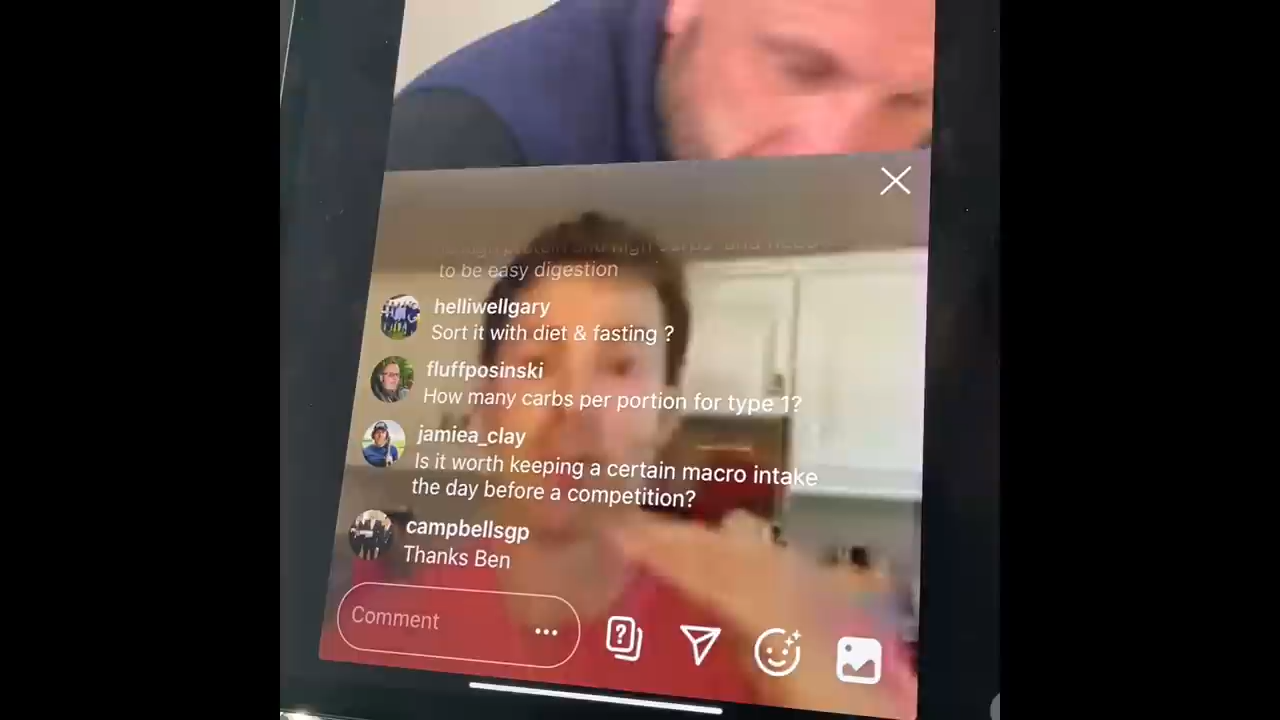 to be easy digestion
helliwellgary
Sort it with diet & fasting ?
fluffposinski
How many carbs per portion for type 1?
jamiea_clay
Is it worth keeping a certain macro intake
the day before a competition?
campbellsgp
Thanks Ben
Comment